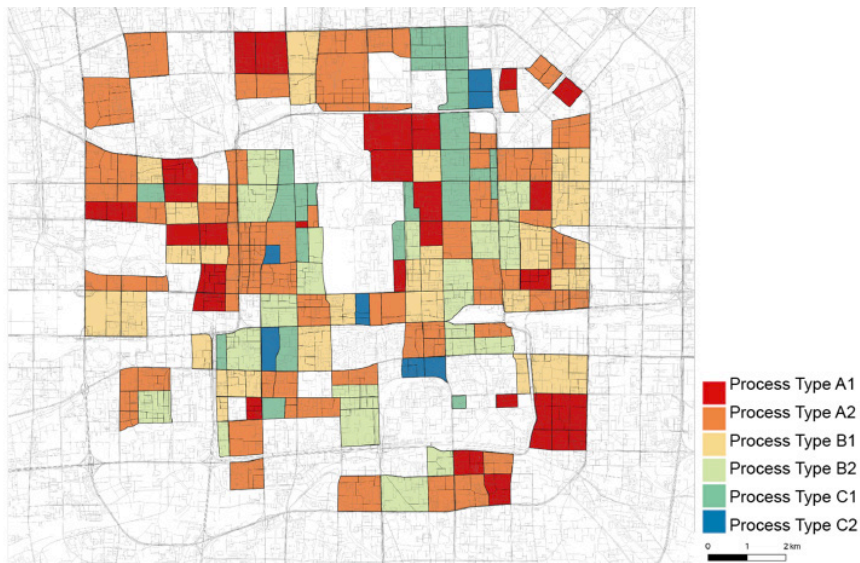 Process Type A1
Process Type A2
Process Type B1
Process Type B2
Process Type C1
Process Type C2
0 1 2 km